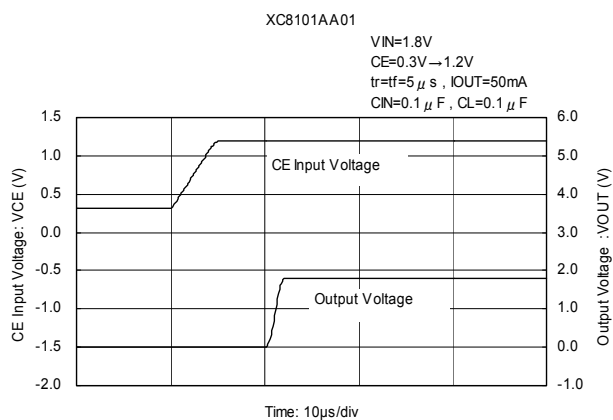 XC8101AA01
VIN=1.8V
CE=0.3V→1.2V
tr=tf=5 μ s , IOUT=50mA
CIN=0.1 μ F , CL=0.1 μ F
CE Input Voltage: VCE (V)
1.5
1.0
0.5
0.0
-0.5
-1.0
-1.5
-2.0
CE Input Voltage
Output Voltage
6.0
5.0
4.0
3.0
2.0
1.0
0.0
-1.0
Output Voltage :VOUT (V)
Time: 10μs/div